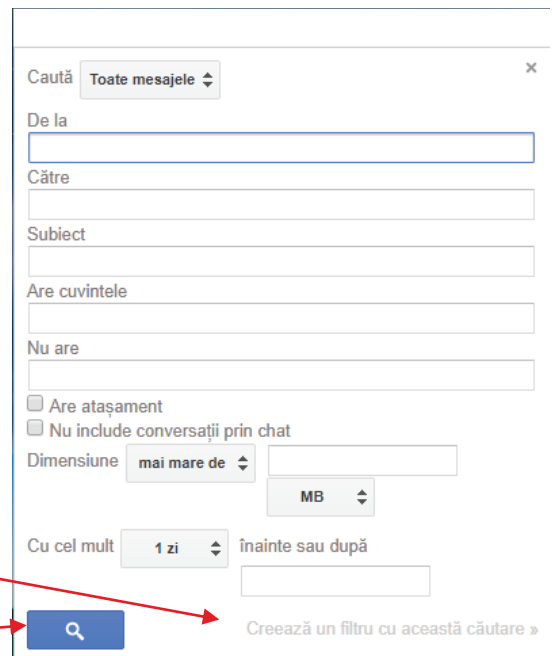 Caută Toate mesajele ×
De la
Către
Subiect
Are cuvintele
Nu are
Are atașament
Nu include conversații prin chat
Dimensiune mai mare de
MB
Cu cel mult 1 zi înainte sau după
Creează un filtru cu această căutare »